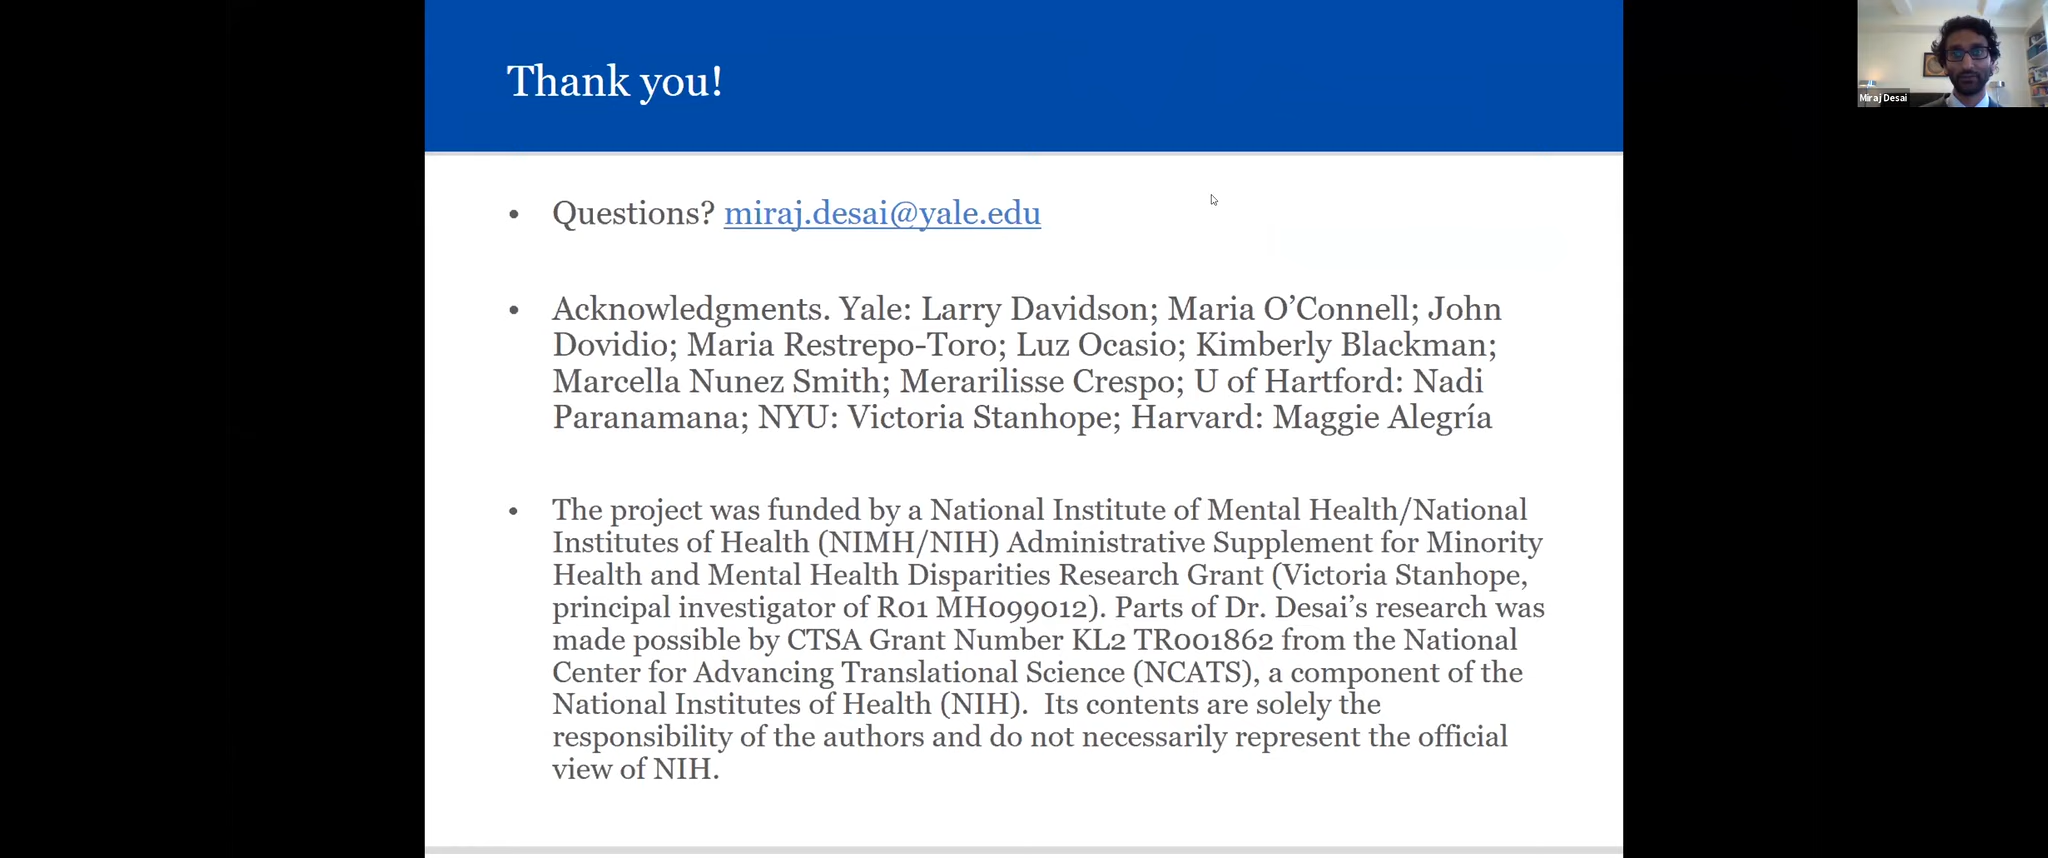 Thank you!
Miraj Desai
• Questions? miraj.desai@yale.edu
• Acknowledgments. Yale: Larry Davidson; Maria O’Connell; John
Dovidio; Maria Restrepo-Toro; Luz Ocasio; Kimberly Blackman;
Marcella Nunez Smith; Merarilisse Crespo; U of Hartford: Nadi
Paranamana; NYU: Victoria Stanhope; Harvard: Maggie Alegría
• The project was funded by a National Institute of Mental Health/National
Institutes of Health (NIMH/NIH) Administrative Supplement for Minority
Health and Mental Health Disparities Research Grant (Victoria Stanhope,
principal investigator of R01 MH099012). Parts of Dr. Desai’s research was
made possible by CTSA Grant Number KL2 TR001862 from the National
Center for Advancing Translational Science (NCATS), a component of the
National Institutes of Health (NIH).  Its contents are solely the
responsibility of the authors and do not necessarily represent the official
view of NIH.